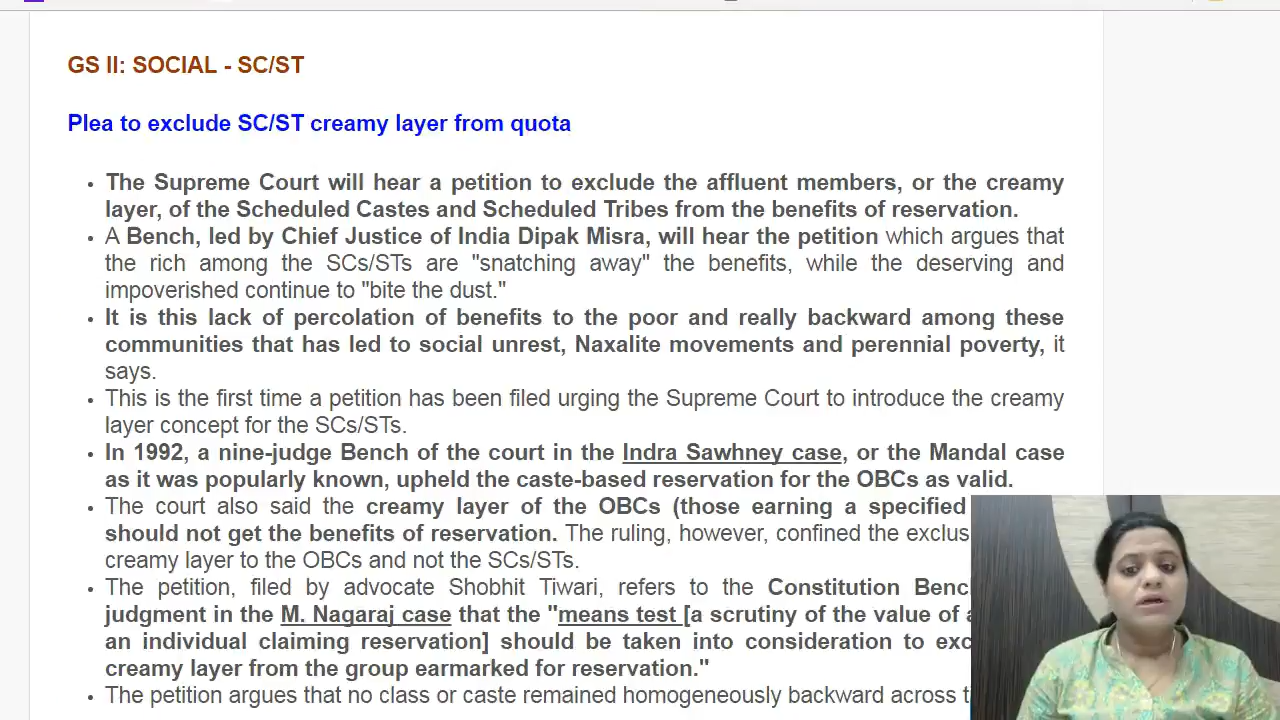 GS II: SOCIAL - SC/ST
Plea to exclude SC/ST creamy layer from quota
• The Supreme Court will hear a petition to exclude the affluent members, or the creamy
layer, of the Scheduled Castes and Scheduled Tribes from the benefits of reservation.
• A Bench, led by Chief Justice of India Dipak Misra, will hear the petition which argues that
the rich among the SCs/STs are "snatching away" the benefits, while the deserving and
impoverished continue to "bite the dust."
• It is this lack of percolation of benefits to the poor and really backward among these
communities that has led to social unrest, Naxalite movements and perennial poverty, it
says.
• This is the first time a petition has been filed urging the Supreme Court to introduce the creamy
layer concept for the SCs/STs.
• In 1992, a nine-judge Bench of the court in the Indra Sawhney case, or the Mandal case
as it was popularly known, upheld the caste-based reservation for the OBCs as valid.
• The court also said the creamy layer of the OBCs (those earning a specified
should not get the benefits of reservation. The ruling, however, confined the
creamy layer to the OBCs and not the SCs/STs.
• The petition, filed by advocate Shobhit Tiwari, refers to the Constitution
judgment in the M. Nagaraj case that the "means test [a scrutiny of the value of
an individual claiming reservation] should be taken into consideration to
creamy layer from the group earmarked for reservation."
• The petition argues that no class or caste remained homogeneously backward across